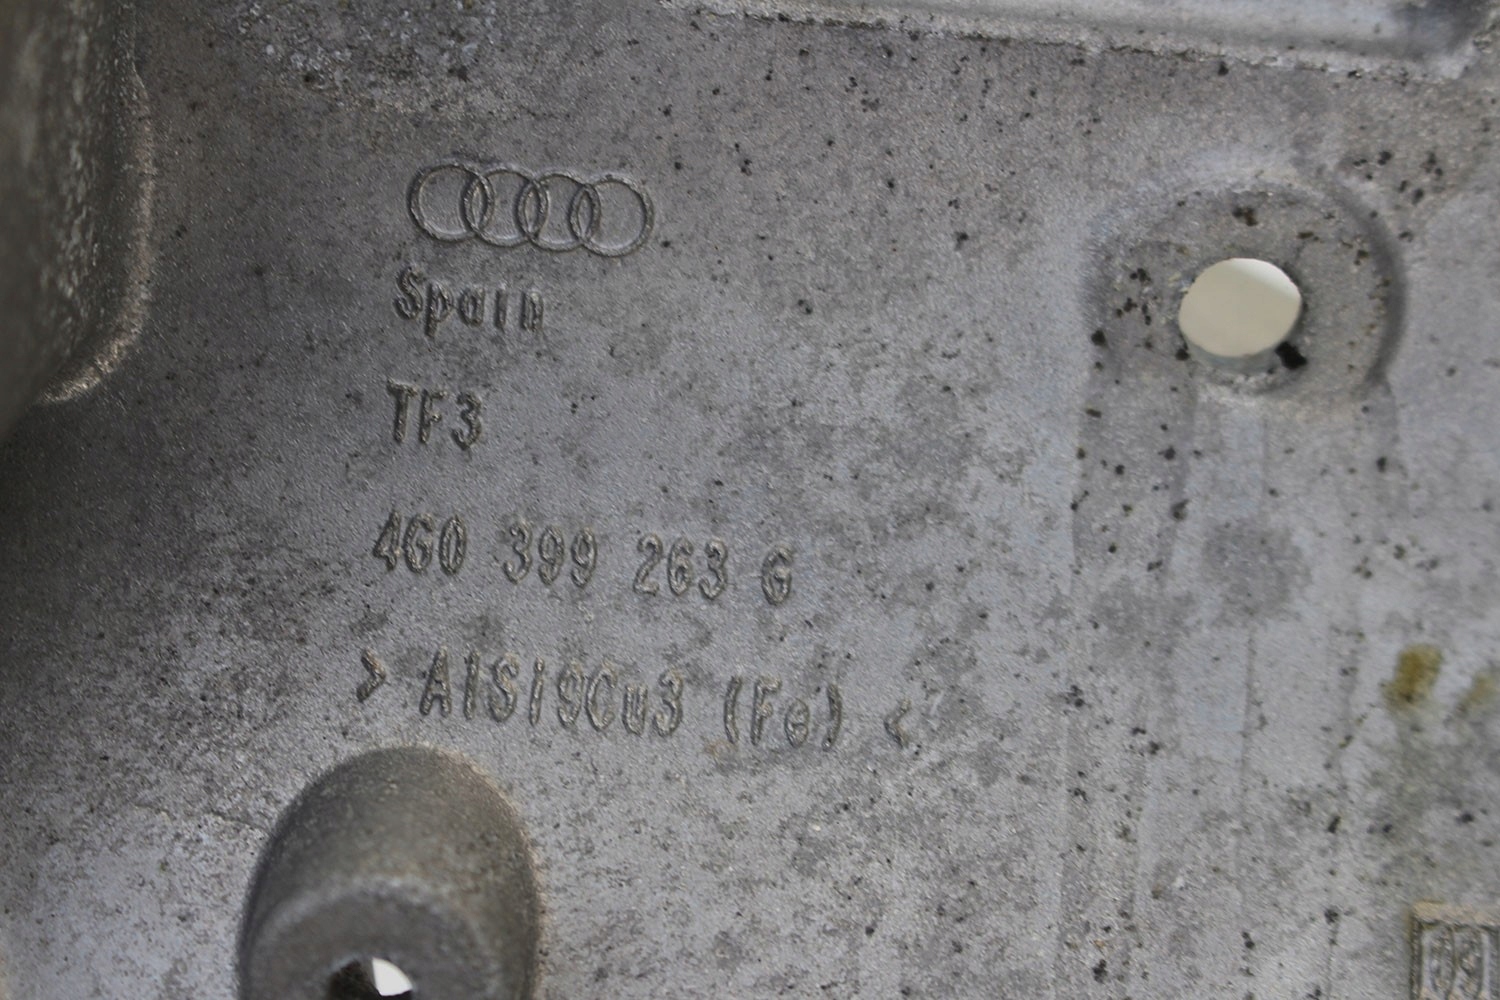 Spain
TF3
4G0 399 263 G
> AlSi9Cu3 (Fe) <